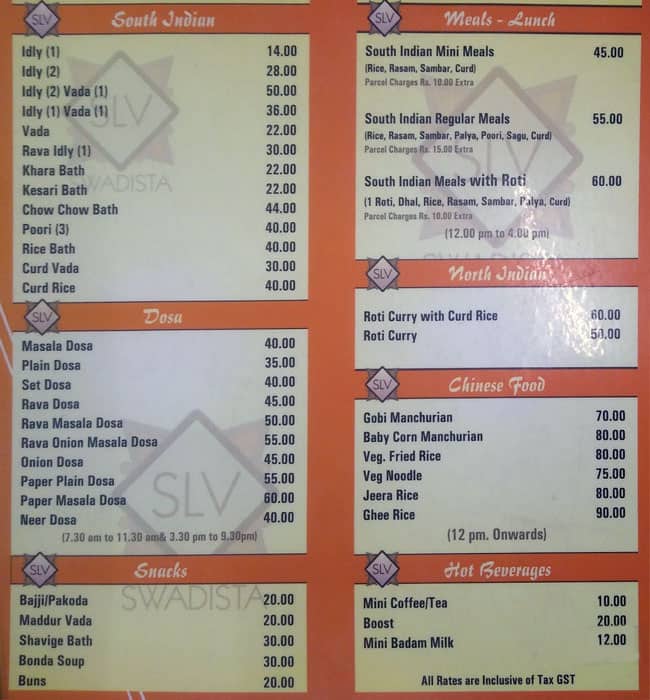 SLV South Indian
Idly (1) 14.00
Idly (2) 28.00
Idly (2) Vada (1) 50.00
Idly (1) Vada (1) 36.00
Vada 22.00
Rava Idly (1) 30.00
Khara Bath 22.00
Kesari Bath 22.00
Chow Chow Bath 44.00
Poori (3) 40.00
Rice Bath 40.00
Curd Vada 30.00
Curd Rice 40.00
SLV
SWADISTA
SLV Dosa
Masala Dosa 40.00
Plain Dosa 35.00
Set Dosa 40.00
Rava Dosa 45.00
Rava Masala Dosa 50.00
Rava Onion Masala Dosa 55.00
Onion Dosa 45.00
Paper Plain Dosa 55.00
Paper Masala Dosa 60.00
Neer Dosa 40.00
(7.30 am to 11.30 am& 3.30 pm to 9.30pm)
SLV
SLV Snacks
SWADISTA
Bajji/Pakoda 20.00
Maddur Vada 20.00
Shavige Bath 30.00
Bonda Soup 30.00
Buns 20.00
SLV Meals - Lunch
South Indian Mini Meals 45.00
(Rice, Rasam, Sambar, Curd)
Parcel Charges Rs. 10.00 Extra
South Indian Regular Meals 55.00
(Rice, Rasam, Sambar, Palya, Poori, Sagu, Curd)
Parcel Charges Rs. 15.00 Extra
South Indian Meals with Roti 60.00
(1 Roti, Dhal, Rice, Rasam, Sambar, Palya, Curd)
Parcel Charges Rs. 10.00 Extra
(12.00 pm to 4.00 pm)
SLV
SWADISTA
SLV North Indian
Roti Curry with Curd Rice 60.00
Roti Curry 50.00
SLV Chinese Food
Gobi Manchurian 70.00
Baby Corn Manchurian 80.00
Veg. Fried Rice 80.00
Veg Noodle 75.00
Jeera Rice 80.00
Ghee Rice 90.00
(12 pm. Onwards)
SLV Hot Beverages
Mini Coffee/Tea 10.00
Boost 20.00
Mini Badam Milk 12.00
All Rates are Inclusive of Tax GST